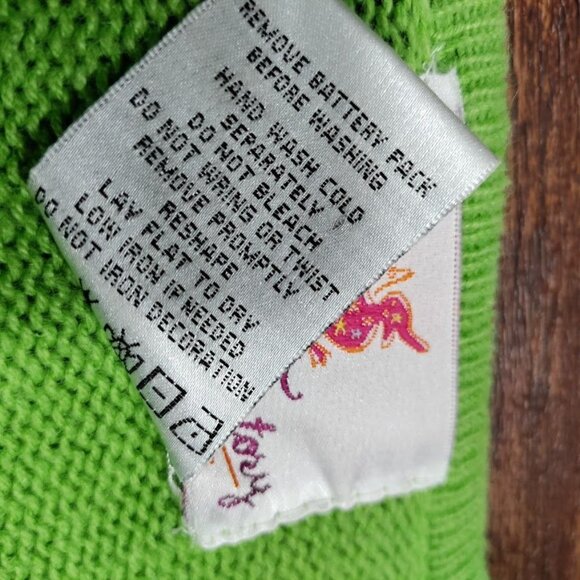 REMOVE BATTERY PACK
BEFORE WASHING
HAND WASH COLD
SEPARATELY
DO NOT BLEACH
DO NOT WRING OR TWIST
REMOVE PROMPTLY
RESHAPE
LAY FLAT TO DRY
LOW IRON IF NEEDED
DO NOT IRON DECORATION